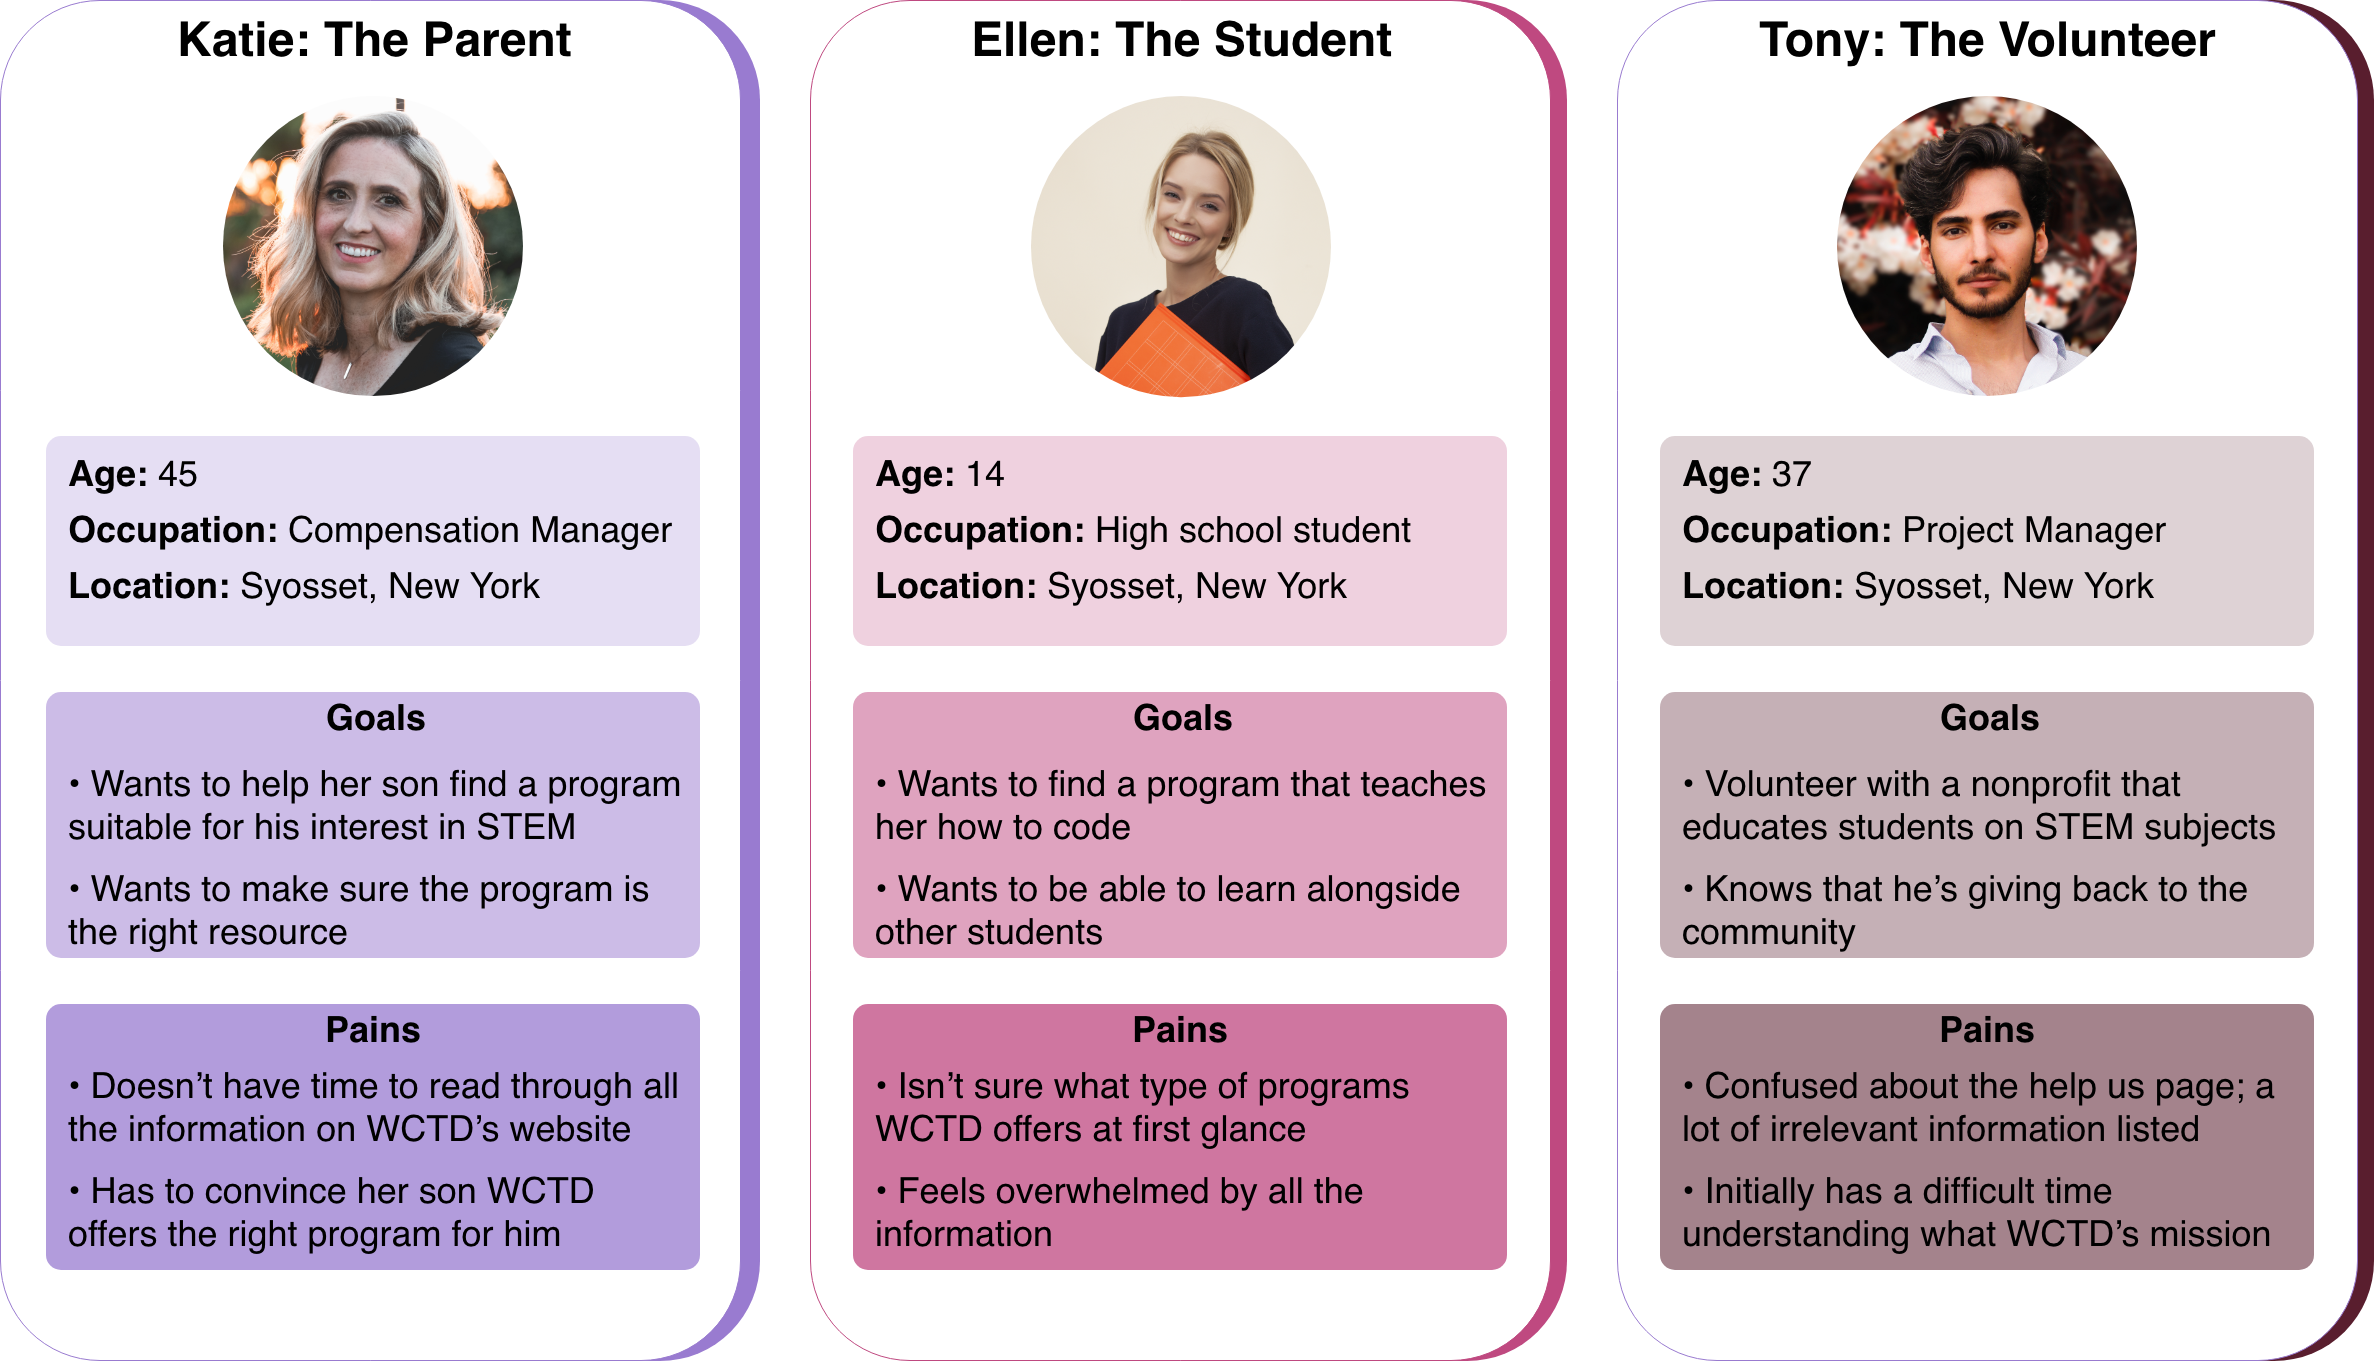 Katie: The Parent
Age: 45
Occupation: Compensation Manager
Location: Syosset, New York
Goals
• Wants to help her son find a program
suitable for his interest in STEM
• Wants to make sure the program is
the right resource
Pains
• Doesn’t have time to read through all
the information on WCTD’s website
• Has to convince her son WCTD
offers the right program for him
Ellen: The Student
Age: 14
Occupation: High school student
Location: Syosset, New York
Goals
• Wants to find a program that teaches
her how to code
• Wants to be able to learn alongside
other students
Pains
• Isn’t sure what type of programs
WCTD offers at first glance
• Feels overwhelmed by all the
information
Tony: The Volunteer
Age: 37
Occupation: Project Manager
Location: Syosset, New York
Goals
• Volunteer with a nonprofit that
educates students on STEM subjects
• Knows that he’s giving back to the
community
Pains
• Confused about the help us page; a
lot of irrelevant information listed
• Initially has a difficult time
understanding what WCTD’s mission